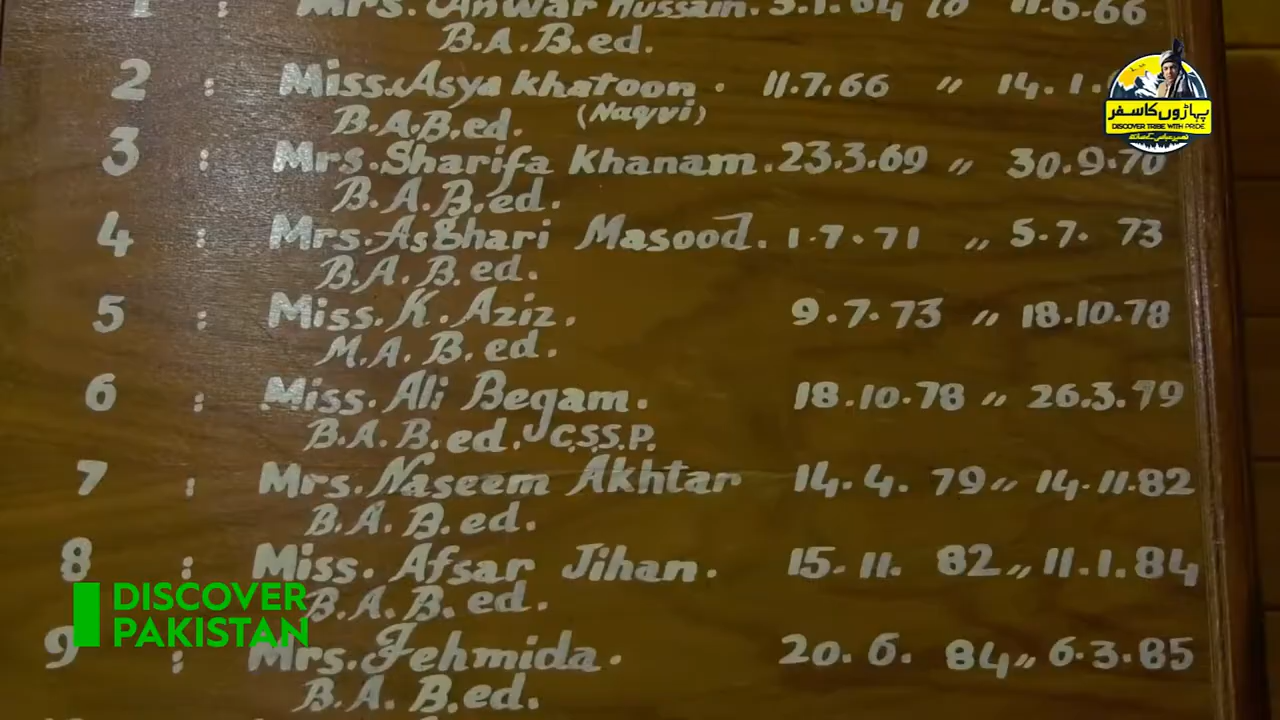 1 : Mrs. Anwar Hussain. 3.1.64 to 11.6.66
B.A.B.ed.
2 : Miss. Asya khatoon. 11.7.66 〃 14.1.
B.A.B.ed. (Naqvi)
3 : Mrs. Sharifa khanam. 23.3.69 〃 30.9.70
B.A.B.ed.
4 : Mrs. Asghari Masood. 1.7.71 〃 5.7.73
B.A.B.ed.
5 : Miss. K. Aziz. 9.7.73 〃 18.10.78
M.A.B.ed.
6 : Miss. Ali Begam. 18.10.78 〃 26.3.79
B.A.B.ed. C.S.S.P.
7 : Mrs. Naseem Akhtar 14.4.79 〃 14.11.82
B.A.B.ed.
8 : Miss. Afsar Jihan. 15.11.82 〃 11.1.84
B.A.B.ed.
9 : Mrs. Fehmida. 20.6.84 〃 6.3.85
B.A.B.ed.
پہاڑوں کا سفر
DISCOVER TRIBE WITH PRIDE
DISCOVER
PAKISTAN